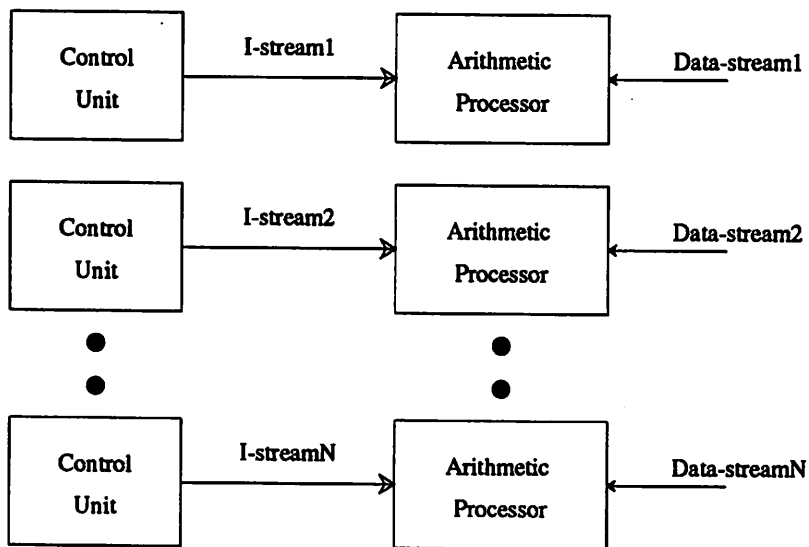 Control
Unit
I-stream1
Arithmetic
Processor
Data-stream1
Control
Unit
I-stream2
Arithmetic
Processor
Data-stream2
Control
Unit
I-streamN
Arithmetic
Processor
Data-streamN